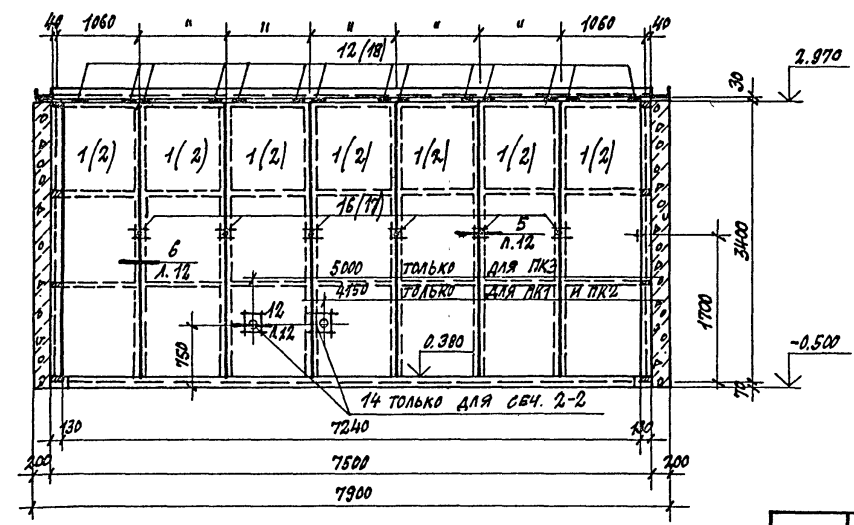 40 1060 " " " " " 1060 40
12(18)
2.970
30
1(2) 1(2) 1(2) 1(2) 1(2) 1(2) 1(2)
16(17)
5
Л.12
6
Л.12
5000 ТОЛЬКО ДЛЯ ПК3
4150 ТОЛЬКО ДЛЯ ПК1 И ПК2
3400
1700
12
Л.12
750
0.380
-0.500
70
14 ТОЛЬКО ДЛЯ СЕЧ. 2-2
130 7240 130
200 7500 200
7900